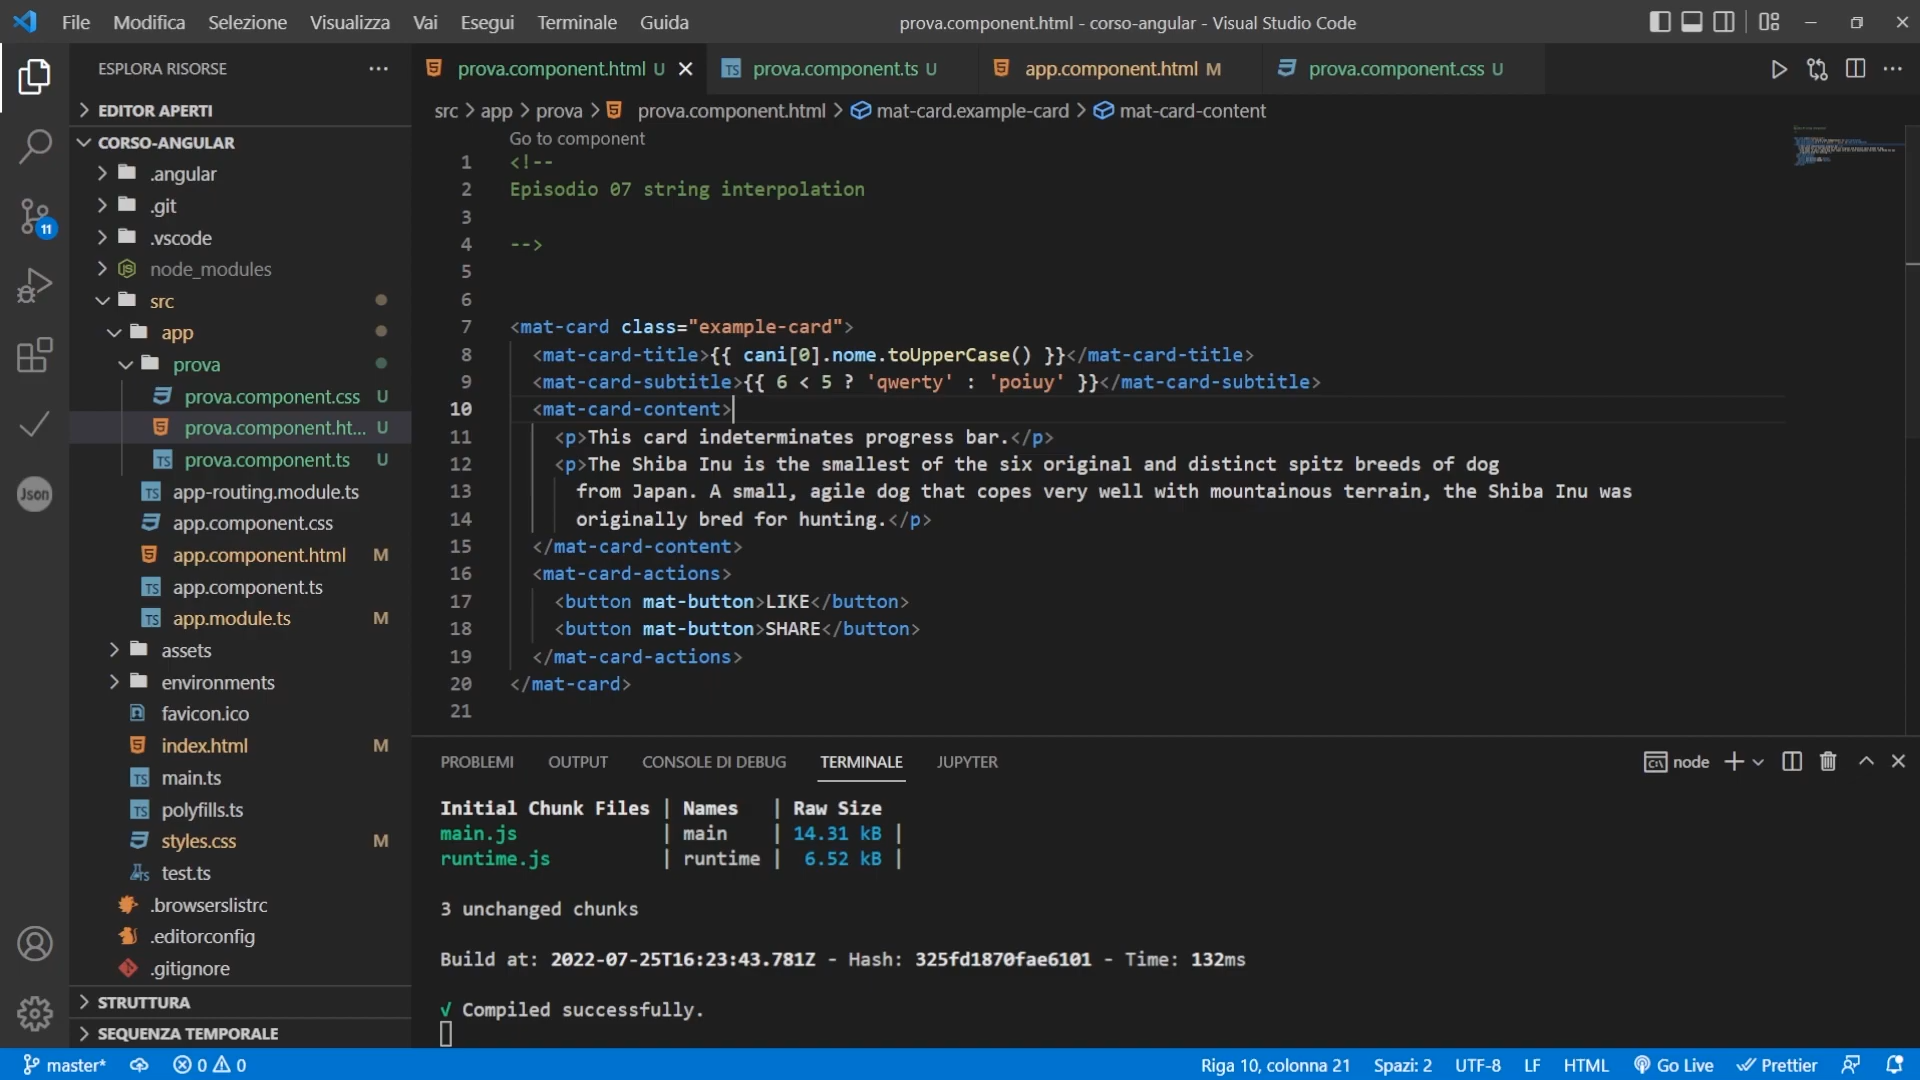 File Modifica Selezione Visualizza Vai Esegui Terminale Guida
prova.component.html - corso-angular - Visual Studio Code
ESPLORA RISORSE
EDITOR APERTI
CORSO-ANGULAR
.angular
.git
.vscode
node_modules
src
app
prova
prova.component.css U
prova.component.ht... U
prova.component.ts U
app-routing.module.ts
app.component.css
app.component.html M
app.component.ts
app.module.ts M
assets
environments
favicon.ico
index.html M
main.ts
polyfills.ts
styles.css M
test.ts
.browserslistrc
.editorconfig
.gitignore
STRUTTURA
SEQUENZA TEMPORALE
11
Json
prova.component.html U
prova.component.ts U
app.component.html M
prova.component.css U
src > app > prova > prova.component.html > mat-card.example-card > mat-card-content
Go to component
1 <!--
2 Episodio 07 string interpolation
3
4 -->
5
6
7 <mat-card class="example-card">
8 <mat-card-title>{{ cani[0].nome.toUpperCase() }}</mat-card-title>
9 <mat-card-subtitle>{{ 6 < 5 ? 'qwerty' : 'poiuy' }}</mat-card-subtitle>
10 <mat-card-content>
11 <p>This card indeterminates progress bar.</p>
12 <p>The Shiba Inu is the smallest of the six original and distinct spitz breeds of dog
13 from Japan. A small, agile dog that copes very well with mountainous terrain, the Shiba Inu was
14 originally bred for hunting.</p>
15 </mat-card-content>
16 <mat-card-actions>
17 <button mat-button>LIKE</button>
18 <button mat-button>SHARE</button>
19 </mat-card-actions>
20 </mat-card>
21
PROBLEMI OUTPUT CONSOLE DI DEBUG TERMINALE JUPYTER
node
Initial Chunk Files | Names | Raw Size
main.js | main | 14.31 kB |
runtime.js | runtime | 6.52 kB |
3 unchanged chunks
Build at: 2022-07-25T16:23:43.781Z - Hash: 325fd1870fae6101 - Time: 132ms
√ Compiled successfully.
master* 0 0
Riga 10, colonna 21 Spazi: 2 UTF-8 LF HTML Go Live Prettier